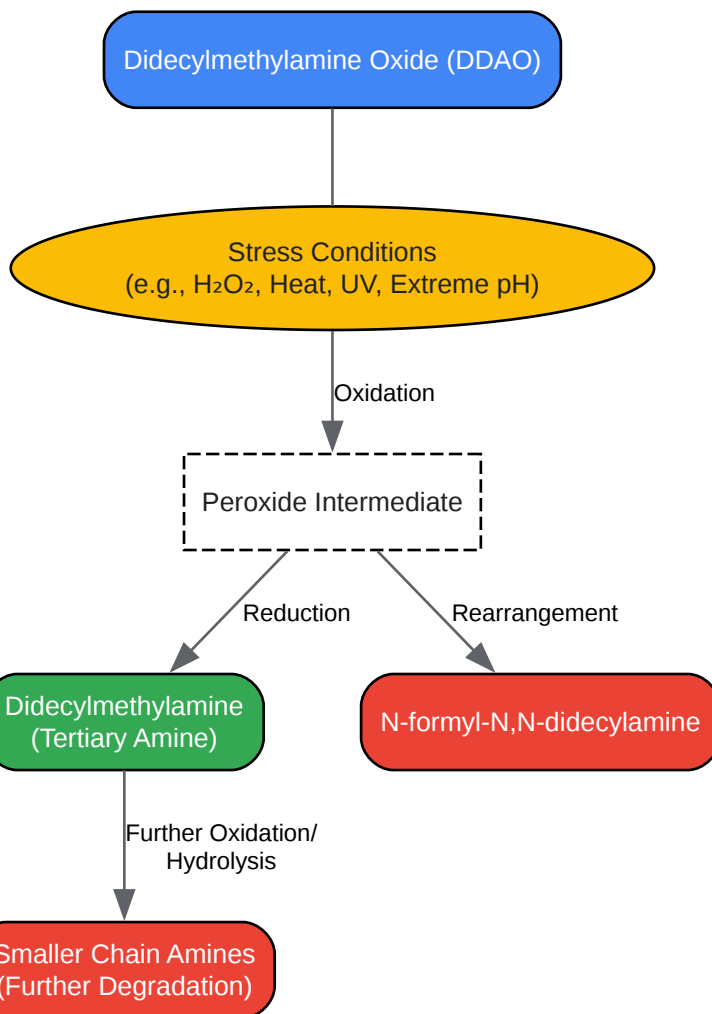 Didecylmethylamine Oxide (DDAO)
Stress Conditions
(e.g., H₂O₂, Heat, UV, Extreme pH)
Oxidation
Peroxide Intermediate
Reduction
Rearrangement
Didecylmethylamine
(Tertiary Amine)
N-formyl-N,N-didecylamine
Further Oxidation/
Hydrolysis
Smaller Chain Amines
(Further Degradation)